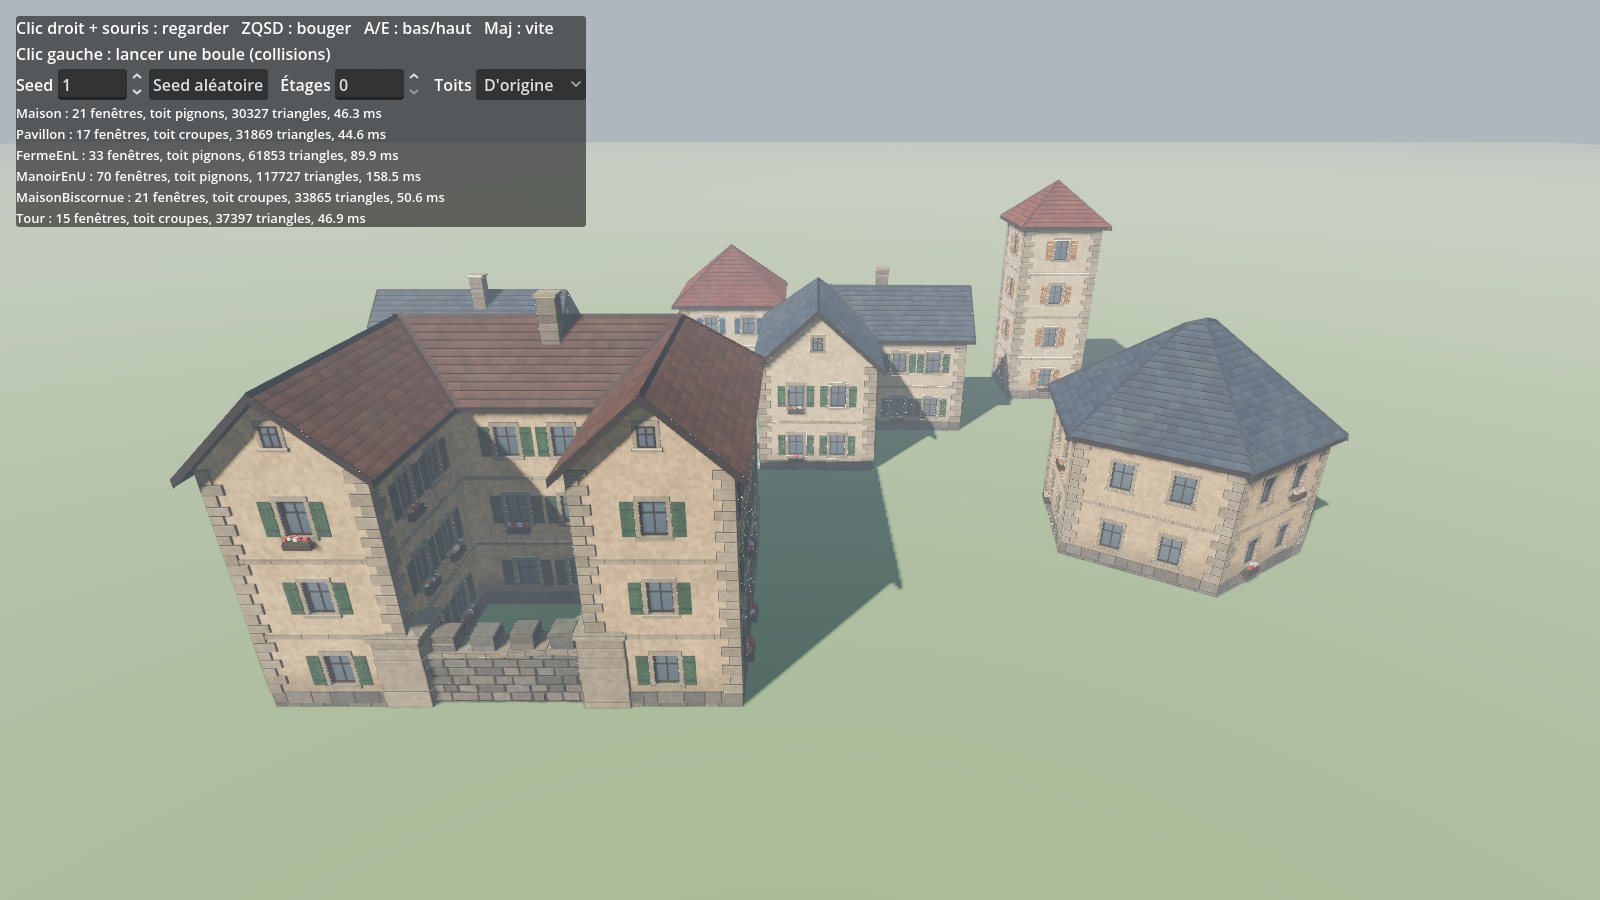 Clic droit + souris : regarder   ZQSD : bouger   A/E : bas/haut   Maj : vite
Clic gauche : lancer une boule (collisions)
Seed 1 Seed aléatoire Étages 0 Toits D'origine
Maison : 21 fenêtres, toit pignons, 30327 triangles, 46.3 ms
Pavillon : 17 fenêtres, toit croupes, 31869 triangles, 44.6 ms
FermeEnL : 33 fenêtres, toit pignons, 61853 triangles, 89.9 ms
ManoirEnU : 70 fenêtres, toit pignons, 117727 triangles, 158.5 ms
MaisonBiscornue : 21 fenêtres, toit croupes, 33865 triangles, 50.6 ms
Tour : 15 fenêtres, toit croupes, 37397 triangles, 46.9 ms